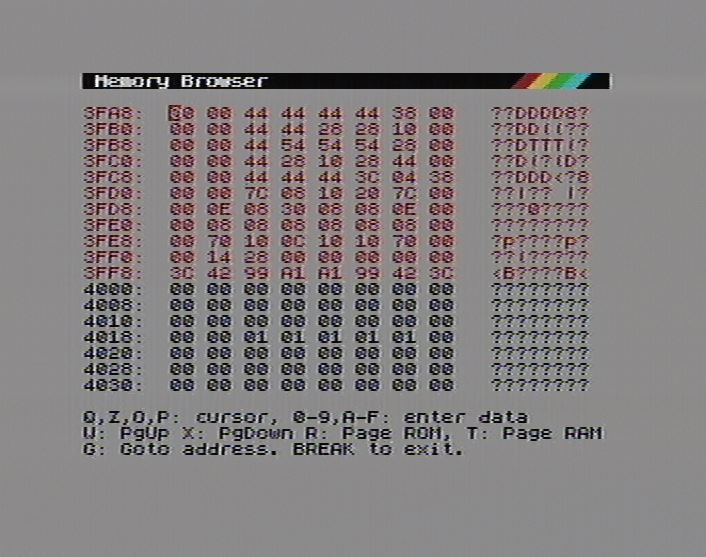 Memory Browser
3FA8: 00 00 44 44 44 44 38 00 ??DDDD8?
3FB0: 00 00 44 44 28 28 10 00 ??DD((??
3FB8: 00 00 44 54 54 54 28 00 ??DTTT(?
3FC0: 00 00 44 28 10 28 44 00 ??D(?(D?
3FC8: 00 00 44 44 44 3C 04 38 ??DDD<?8
3FD0: 00 00 7C 08 10 20 7C 00 ??|?? |?
3FD8: 00 0E 08 30 08 08 0E 00 ???0????
3FE0: 00 08 08 08 08 08 08 00 ????????
3FE8: 00 70 10 0C 10 10 70 00 ?p????p?
3FF0: 00 14 28 00 00 00 00 00 ??(?????
3FF8: 3C 42 99 A1 A1 99 42 3C <B????B<
4000: 00 00 00 00 00 00 00 00 ????????
4008: 00 00 00 00 00 00 00 00 ????????
4010: 00 00 00 00 00 00 00 00 ????????
4018: 00 00 01 01 01 01 01 00 ????????
4020: 00 00 00 00 00 00 00 00 ????????
4028: 00 00 00 00 00 00 00 00 ????????
4030: 00 00 00 00 00 00 00 00 ????????
Q,Z,O,P: cursor, 0-9,A-F: enter data
W: PgUp X: PgDown R: Page ROM, T: Page RAM
G: Goto address. BREAK to exit.